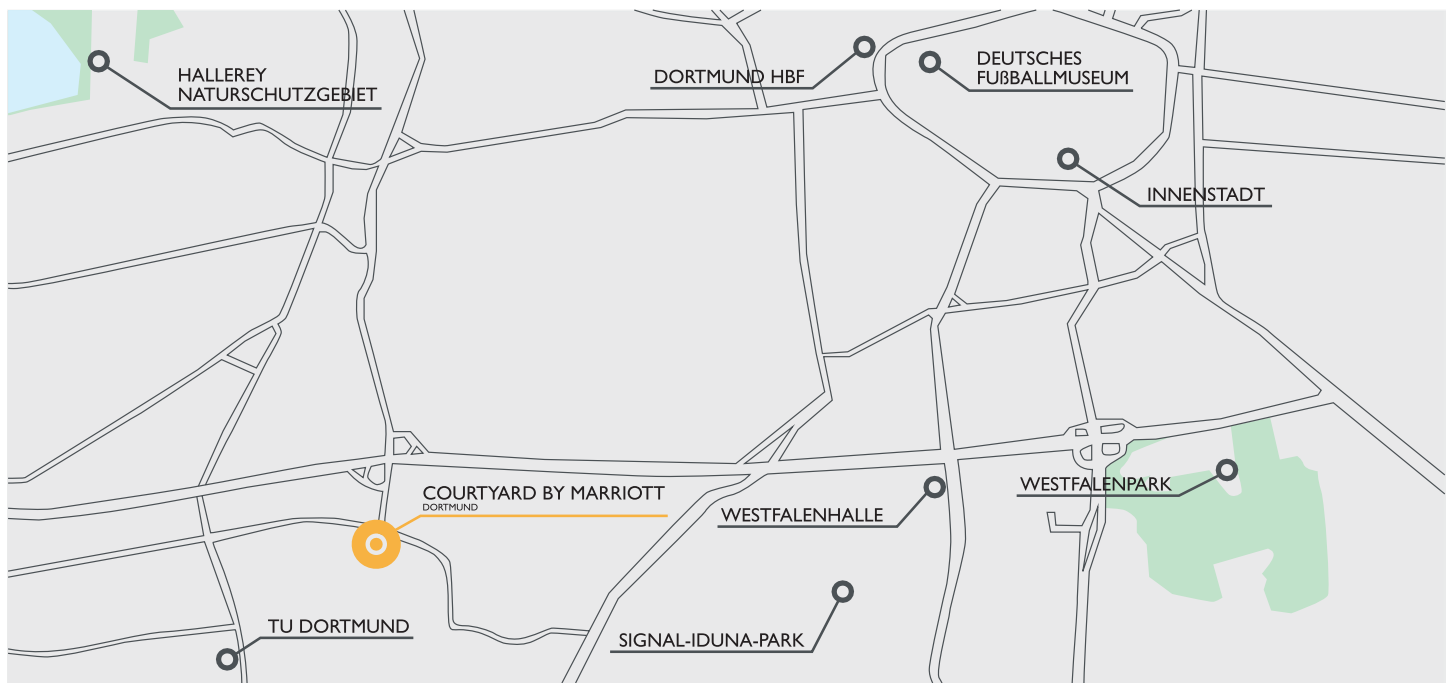 HALLEREY
NATURSCHUTZGEBIET
DORTMUND HBF
DEUTSCHES
FUßBALLMUSEUM
INNENSTADT
COURTYARD BY MARRIOTT
DORTMUND
WESTFALENHALLE
WESTFALENPARK
TU DORTMUND
SIGNAL-IDUNA-PARK